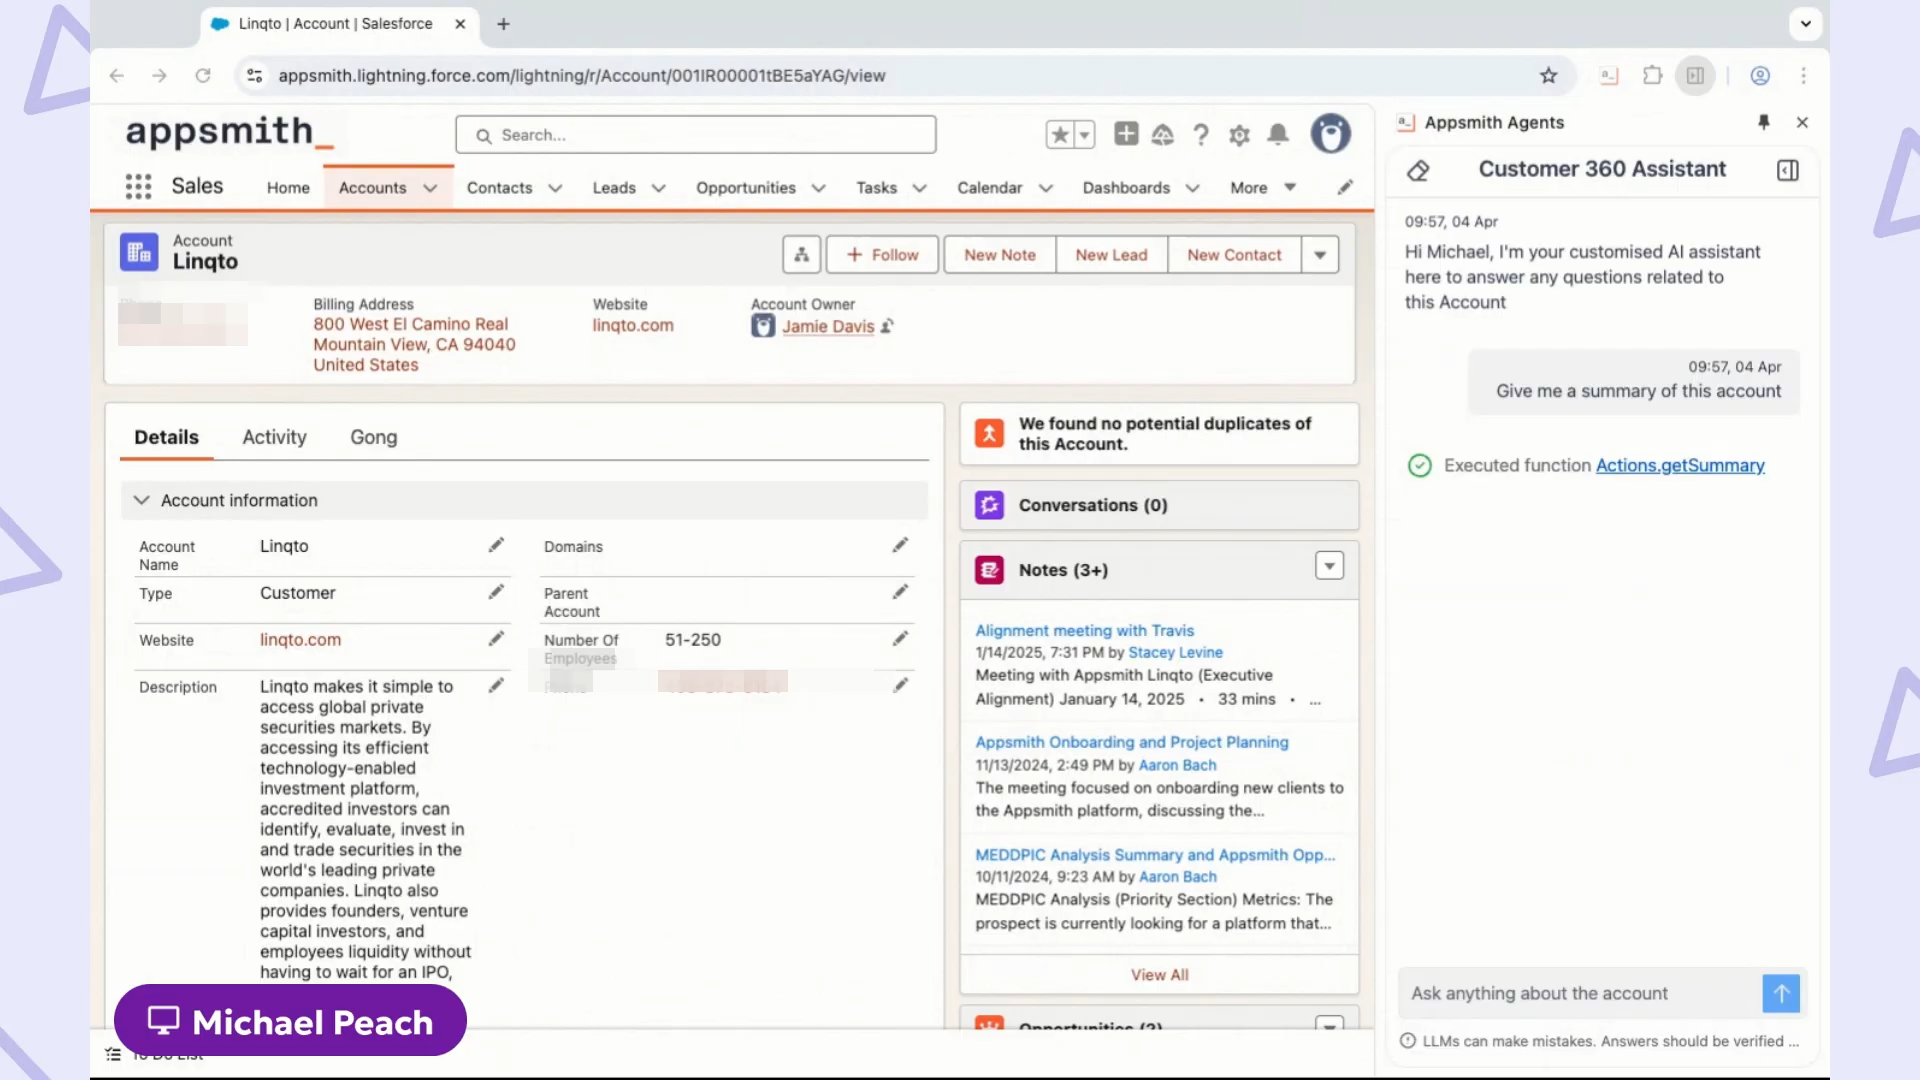 Linqto | Account | Salesforce
appsmith.lightning.force.com/lightning/r/Account/001IR00001tBE5aYAG/view
appsmith_
Search...
Sales
Home
Accounts
Contacts
Leads
Opportunities
Tasks
Calendar
Dashboards
More
Account
Linqto
Follow
New Note
New Lead
New Contact
Billing Address
800 West El Camino Real
Mountain View, CA 94040
United States
Website
linqto.com
Account Owner
Jamie Davis
Details
Activity
Gong
Account information
Account
Name
Linqto
Type
Customer
Website
linqto.com
Description
Linqto makes it simple to
access global private
securities markets. By
accessing its efficient
technology-enabled
investment platform,
accredited investors can
identify, evaluate, invest in
and trade securities in the
world's leading private
companies. Linqto also
provides founders, venture
capital investors, and
employees liquidity without
having to wait for an IPO,
Domains
Parent
Account
Number Of
Employees
51-250
We found no potential duplicates of
this Account.
Conversations (0)
Notes (3+)
Alignment meeting with Travis
1/14/2025, 7:31 PM by Stacey Levine
Meeting with Appsmith Linqto (Executive
Alignment) January 14, 2025 • 33 mins • ...
Appsmith Onboarding and Project Planning
11/13/2024, 2:49 PM by Aaron Bach
The meeting focused on onboarding new clients to
the Appsmith platform, discussing the...
MEDDPIC Analysis Summary and Appsmith Opp...
10/11/2024, 9:23 AM by Aaron Bach
MEDDPIC Analysis (Priority Section) Metrics: The
prospect is currently looking for a platform that...
View All
Opportunities (2)
To Do List
Michael Peach
Appsmith Agents
Customer 360 Assistant
09:57, 04 Apr
Hi Michael, I'm your customised AI assistant
here to answer any questions related to
this Account
09:57, 04 Apr
Give me a summary of this account
Executed function Actions.getSummary
Ask anything about the account
LLMs can make mistakes. Answers should be verified ...